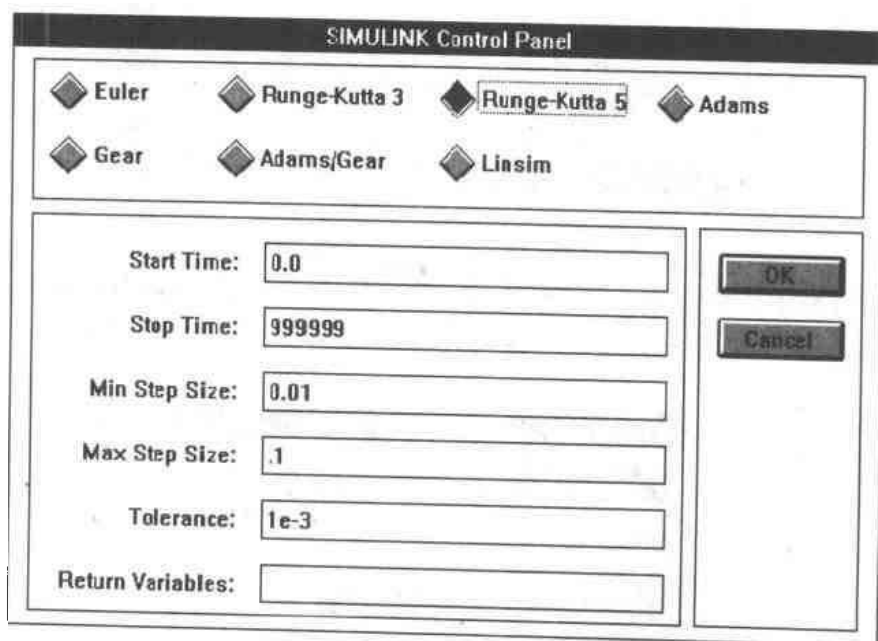 SIMULINK Control Panel
Euler Runge-Kutta 3 Runge-Kutta 5 Adams
Gear Adams/Gear Linsim
Start Time: 0.0
OK
Stop Time: 999999
Cancel
Min Step Size: 0.01
Max Step Size: .1
Tolerance: 1e-3
Return Variables: